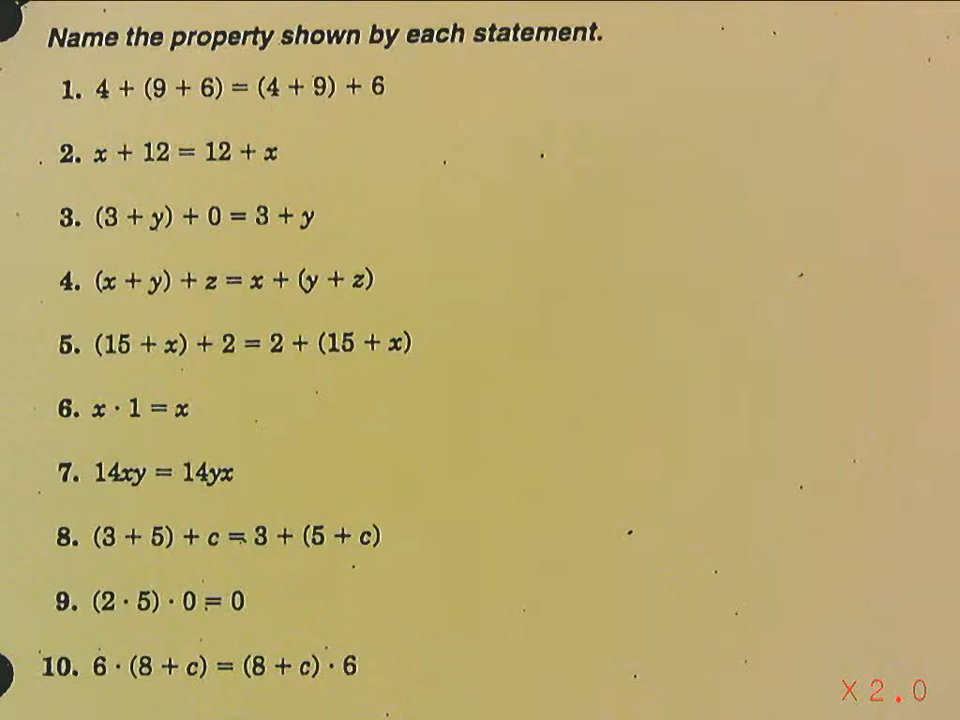 Name the property shown by each statement.
1. 4 + (9 + 6) = (4 + 9) + 6
2. x + 12 = 12 + x
3. (3 + y) + 0 = 3 + y
4. (x + y) + z = x + (y + z)
5. (15 + x) + 2 = 2 + (15 + x)
6. x · 1 = x
7. 14xy = 14yx
8. (3 + 5) + c = 3 + (5 + c)
9. (2 · 5) · 0 = 0
10. 6 · (8 + c) = (8 + c) · 6
X2.0